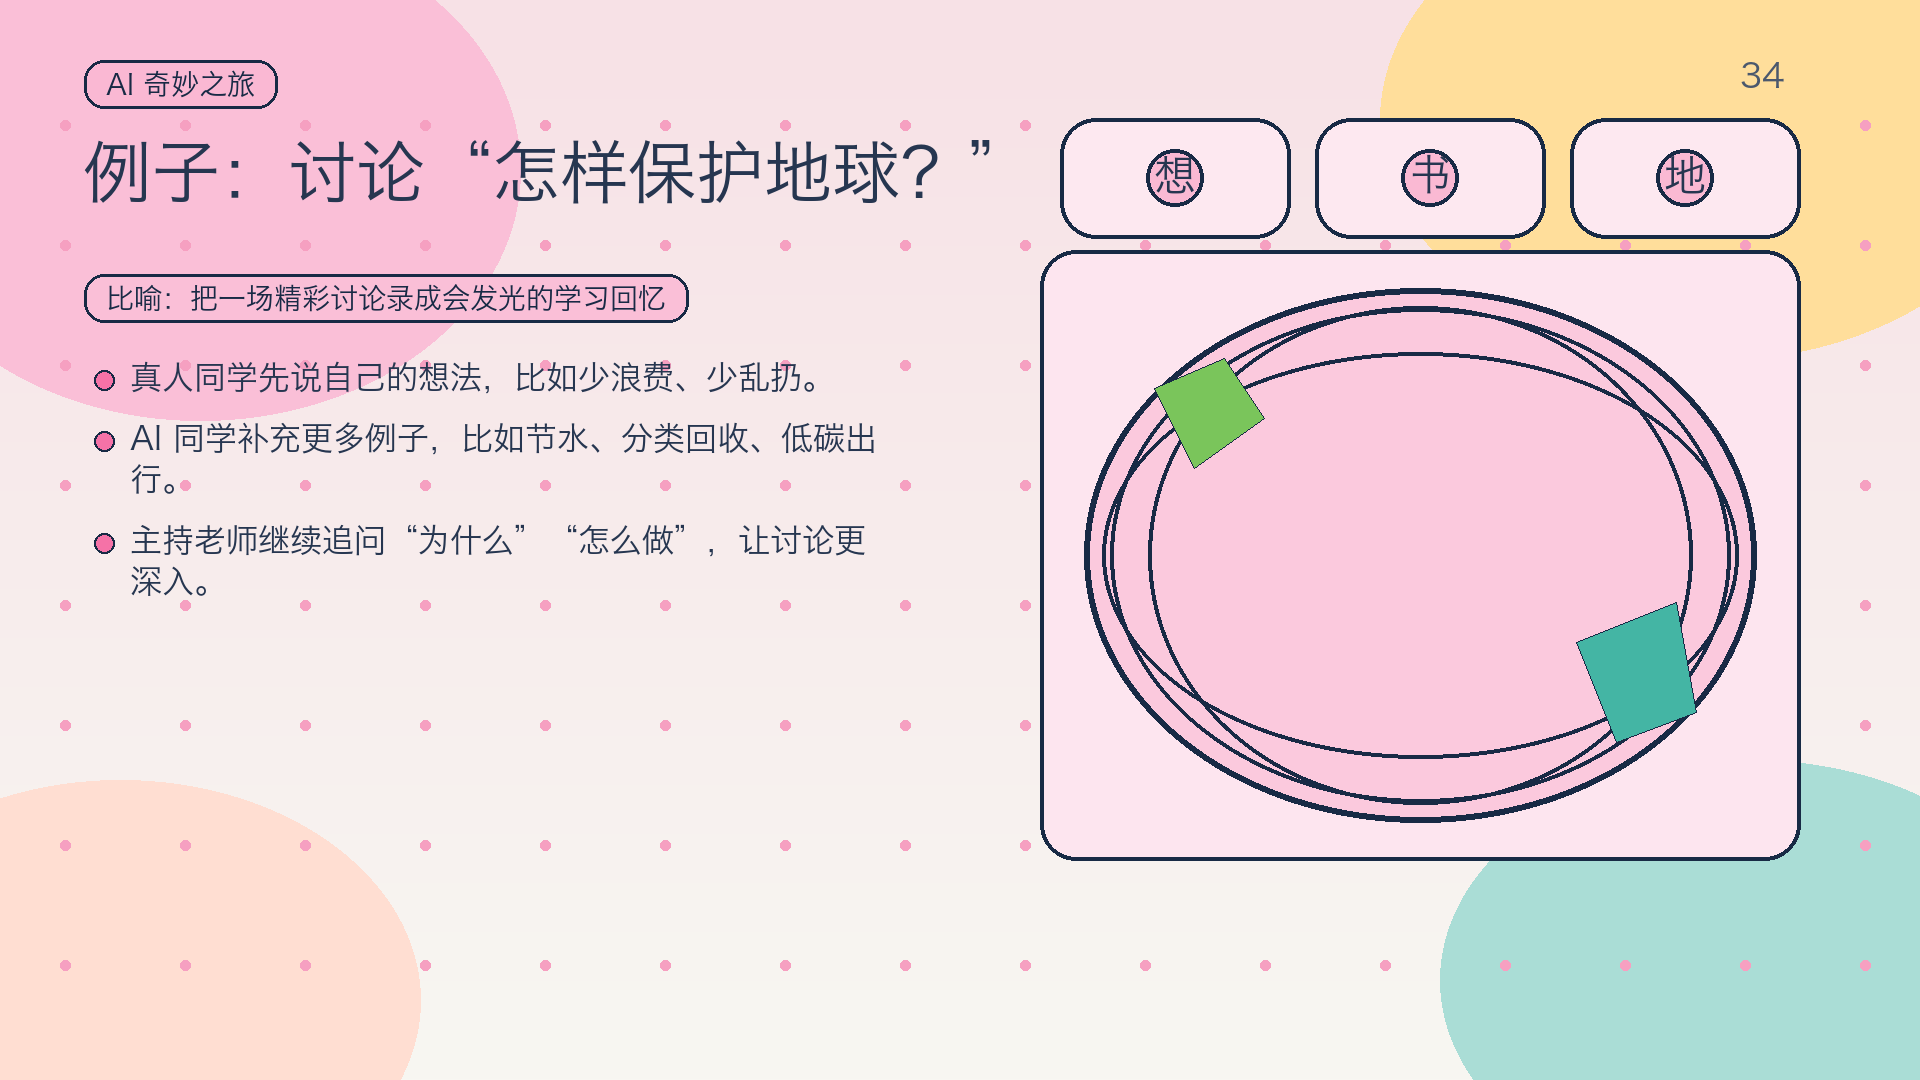 AI 奇妙之旅
34
例子：讨论“怎样保护地球？”
想
书
地
比喻：把一场精彩讨论录成会发光的学习回忆
真人同学先说自己的想法，比如少浪费、少乱扔。
AI 同学补充更多例子，比如节水、分类回收、低碳出
行。
主持老师继续追问“为什么”“怎么做”，让讨论更
深入。